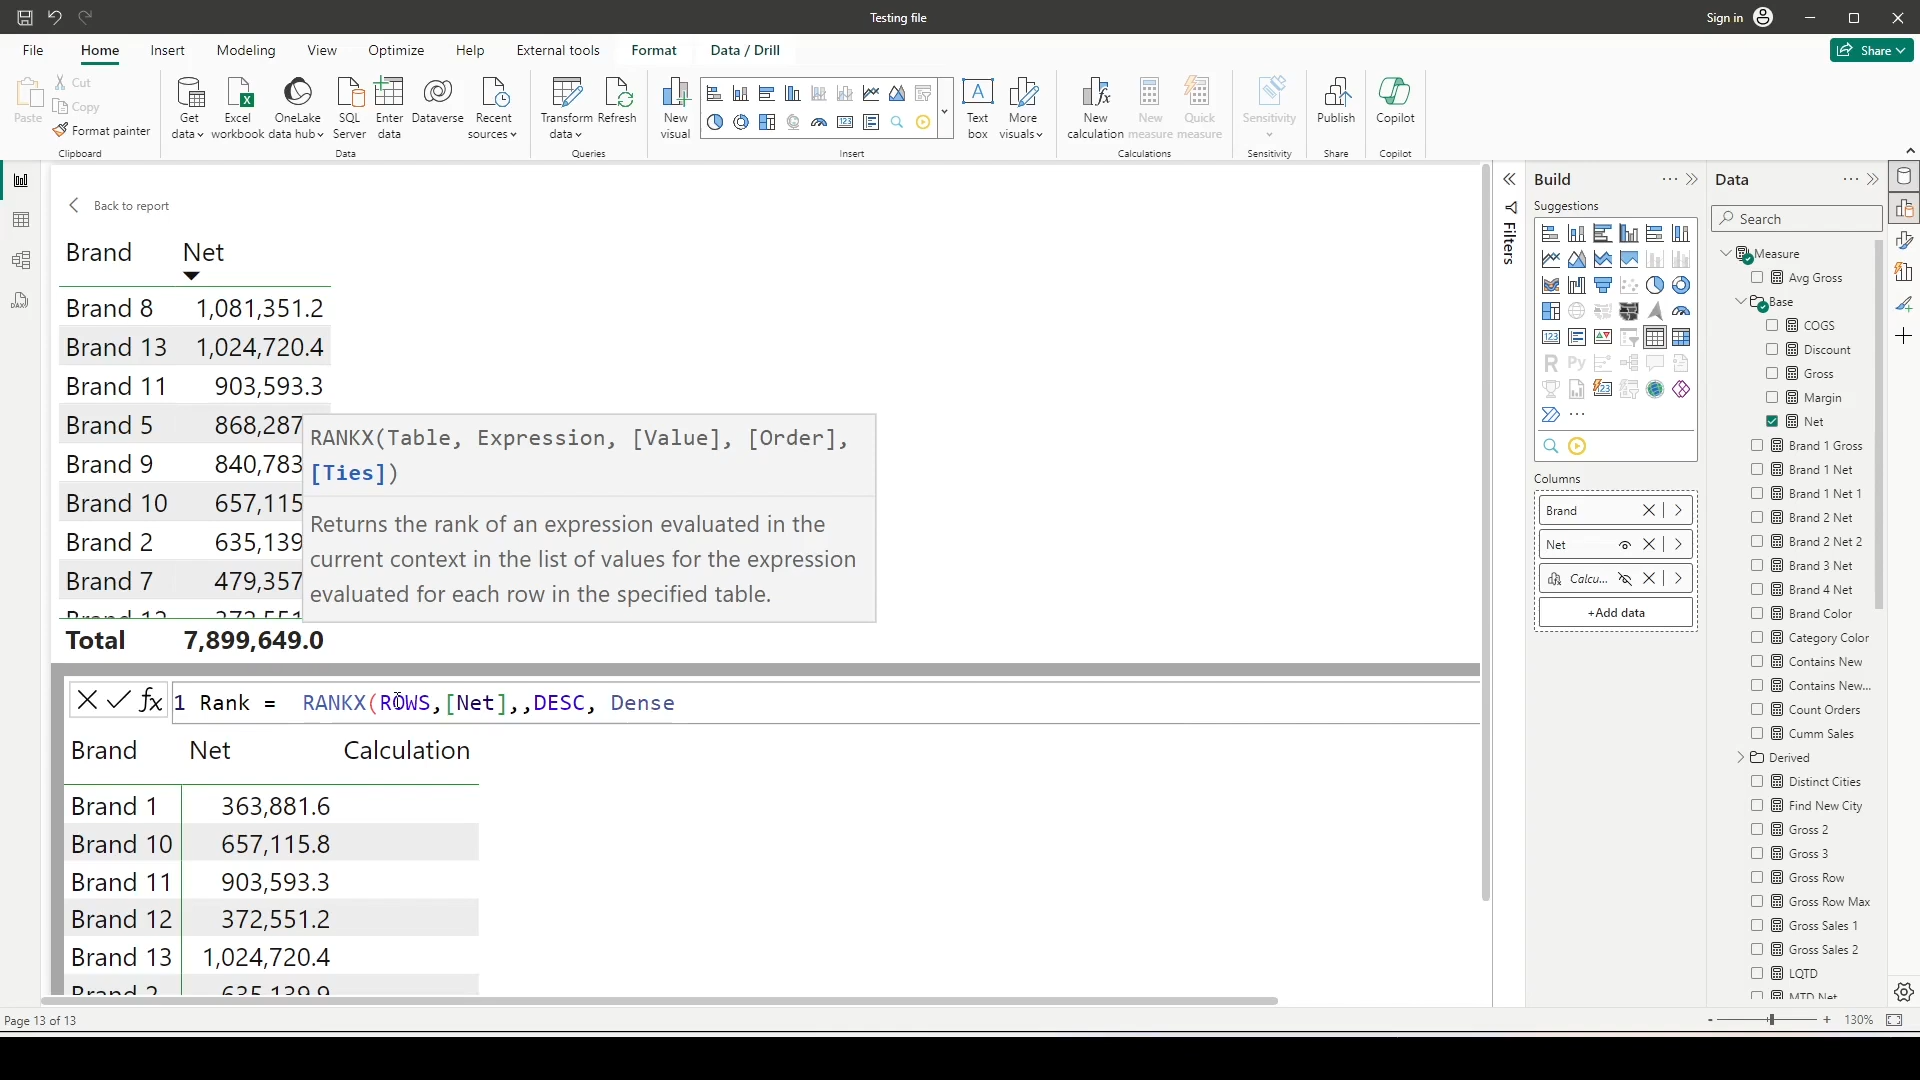 Testing file
Sign in
File
Home
Insert
Modeling
View
Optimize
Help
External tools
Format
Data / Drill
Share
Paste
Cut
Copy
Format painter
Clipboard
Get data
Excel workbook
OneLake data hub
SQL Server
Enter data
Dataverse
Recent sources
Data
Transform data
Refresh
Queries
New visual
Text box
More visuals
Insert
New calculation
New measure
Quick measure
Calculations
Sensitivity
Sensitivity
Publish
Share
Copilot
Copilot
Back to report
Brand Net
Brand 8 1,081,351.2
Brand 13 1,024,720.4
Brand 11 903,593.3
Brand 5 868,287
Brand 9 840,783
Brand 10 657,115
Brand 2 635,139
Brand 7 479,357
Brand 12 372,551
Total 7,899,649.0
RANKX(Table, Expression, [Value], [Order],
[Ties])
Returns the rank of an expression evaluated in the
current context in the list of values for the expression
evaluated for each row in the specified table.
1 Rank = RANKX(ROWS,[Net],,DESC, Dense
Brand Net Calculation
Brand 1 363,881.6
Brand 10 657,115.8
Brand 11 903,593.3
Brand 12 372,551.2
Brand 13 1,024,720.4
Brand 2 635,139.9
Filters
Build
Suggestions
Columns
Brand
Net
Calcu...
+Add data
Data
Search
Measure
Avg Gross
Base
COGS
Discount
Gross
Margin
Net
Brand 1 Gross
Brand 1 Net
Brand 1 Net 1
Brand 2 Net
Brand 2 Net 2
Brand 3 Net
Brand 4 Net
Brand Color
Category Color
Contains New
Contains New...
Count Orders
Cumm Sales
Derived
Distinct Cities
Find New City
Gross 2
Gross 3
Gross Row
Gross Row Max
Gross Sales 1
Gross Sales 2
LQTD
MTD Net
Page 13 of 13
130%